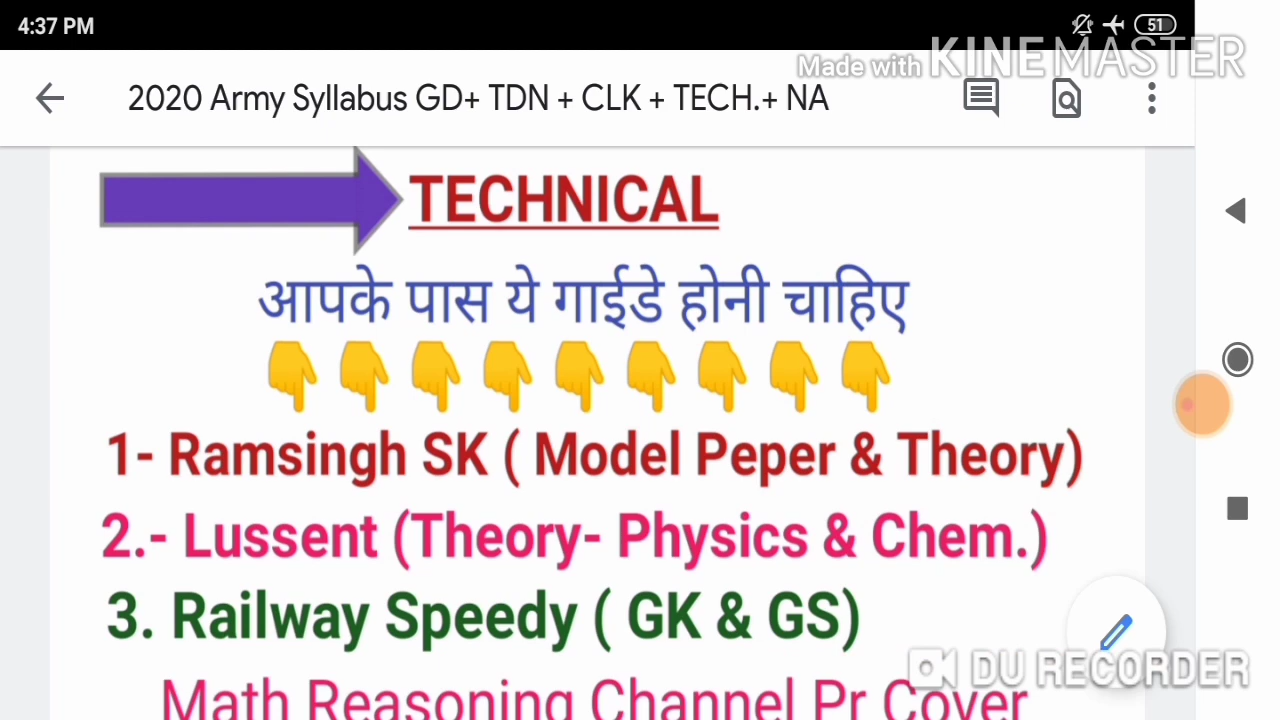 4:37 PM
51
Made with KINEMASTER
2020 Army Syllabus GD+ TDN + CLK + TECH.+ NA
TECHNICAL
आपके पास ये गाईडे होनी चाहिए
1- Ramsingh SK ( Model Peper & Theory)
2.- Lussent (Theory- Physics & Chem.)
3. Railway Speedy ( GK & GS)
Math Reasoning Channel Pr Cover
DU RECORDER